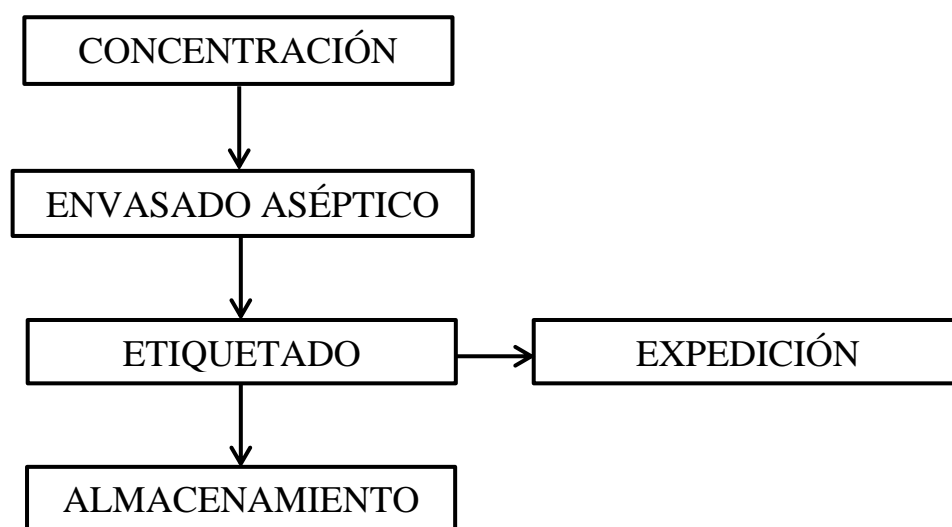 CONCENTRACIÓN
ENVASADO ASÉPTICO
ETIQUETADO
EXPEDICIÓN
ALMACENAMIENTO